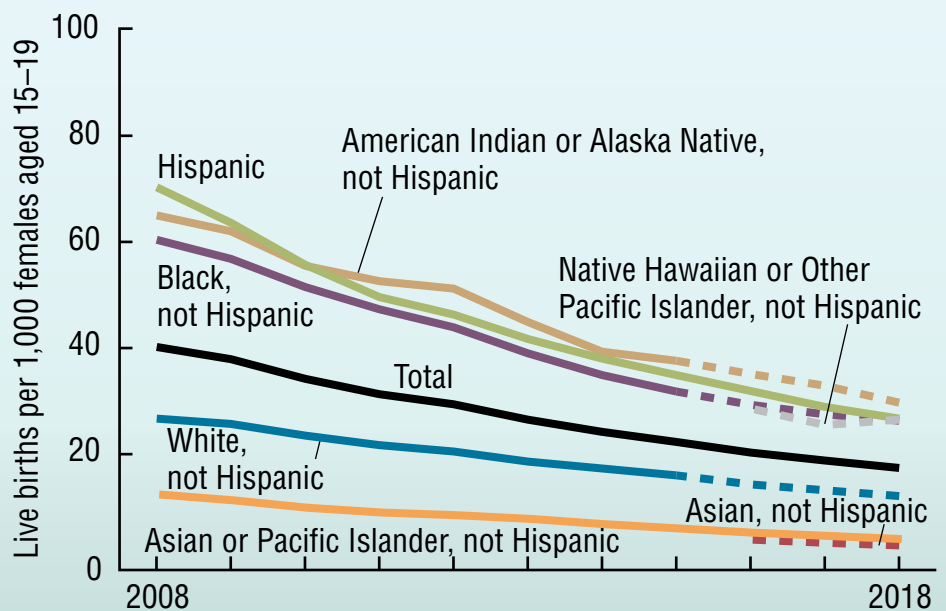 Live births per 1,000 females aged 15–19
100
80
60
40
20
0
Hispanic
American Indian or Alaska Native,
not Hispanic
Black,
not Hispanic
Native Hawaiian or Other
Pacific Islander, not Hispanic
Total
White,
not Hispanic
Asian, not Hispanic
Asian or Pacific Islander, not Hispanic
2008
2018